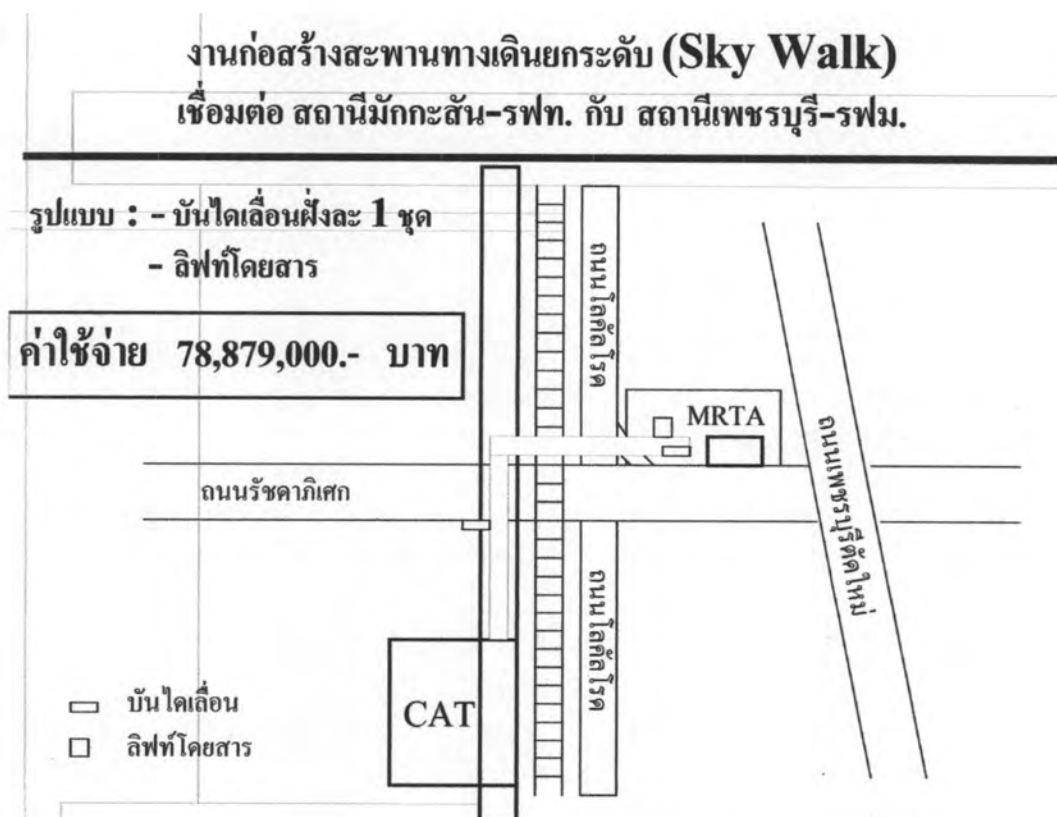 งานก่อสร้างสะพานทางเดินยกระดับ (Sky Walk)
เชื่อมต่อ สถานีมักกะสัน-รฟท. กับ สถานีเพชรบุรี-รฟม.
รูปแบบ : - บันไดเลื่อนฝั่งละ 1 ชุด
- ลิฟท์โดยสาร
ค่าใช้จ่าย 78,879,000.- บาท
ถนนโลคัลโรด
MRTA
ถนนเพชรบุรีตัดใหม่
ถนนรัชดาภิเศก
ถนนโลคัลโรด
CAT
บันไดเลื่อน
ลิฟท์โดยสาร